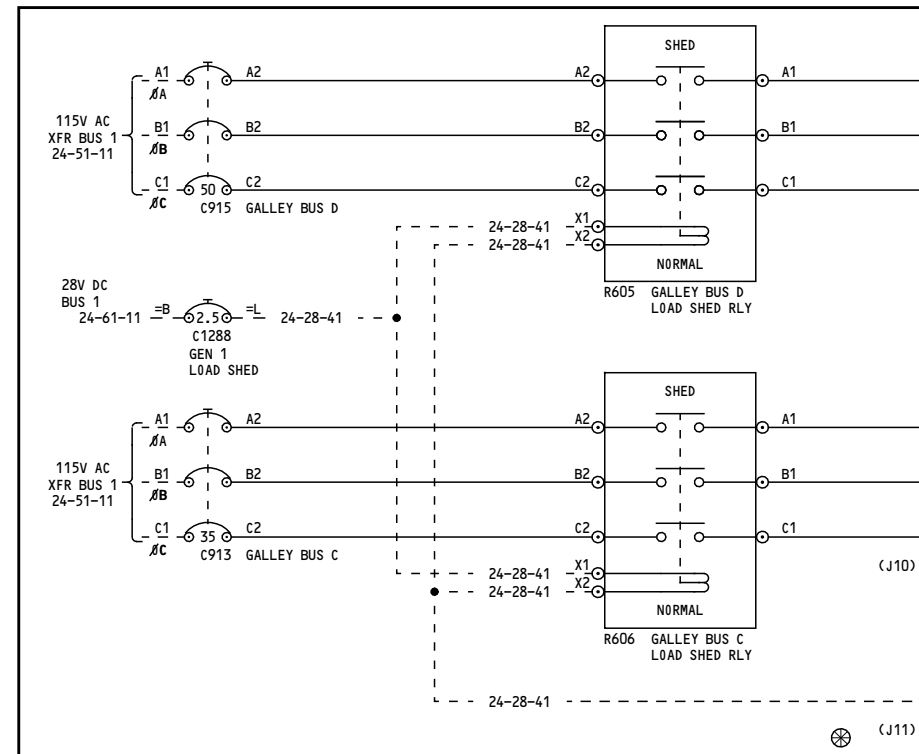 SHED
A1 A2 A2 A1
ØA
115V AC
XFR BUS 1
24-51-11
B1 B2 B2 B1
ØB
C1 50 C2 C2 C1
ØC C915 GALLEY BUS D
24-28-41 X1
24-28-41 X2
NORMAL
R605 GALLEY BUS D
LOAD SHED RLY
28V DC
BUS 1
24-61-11 =B 2.5 =L 24-28-41
C1288
GEN 1
LOAD SHED
SHED
A1 A2 A2 A1
ØA
115V AC
XFR BUS 1
24-51-11
B1 B2 B2 B1
ØB
C1 35 C2 C2 C1
ØC C913 GALLEY BUS C
(J10)
24-28-41 X1
24-28-41 X2
NORMAL
R606 GALLEY BUS C
LOAD SHED RLY
24-28-41
(J11)